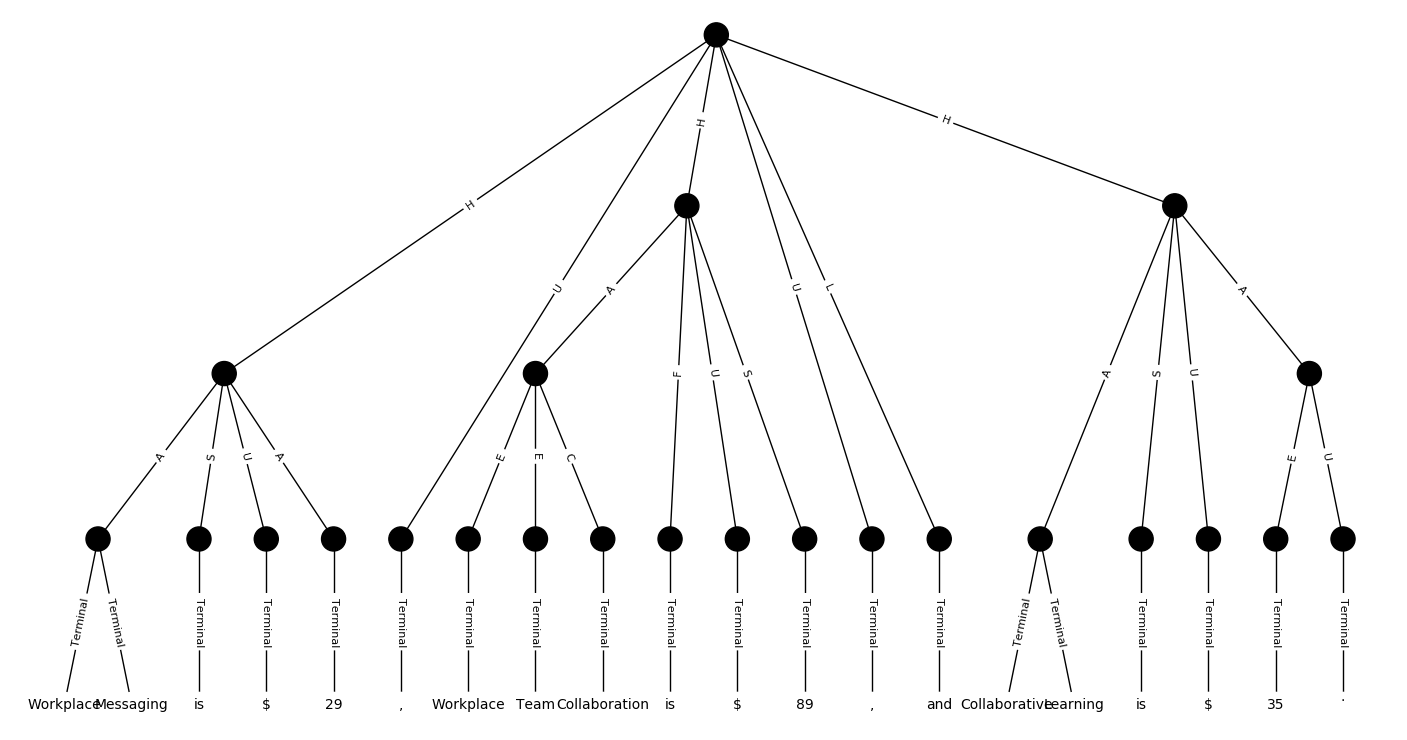 H
H
H
U
A
U
L
A
A
F
U
S
A
S
U
A
S
U
A
E
E
C
E
U
Terminal Terminal Terminal Terminal Terminal Terminal Terminal Terminal Terminal Terminal Terminal Terminal Terminal Terminal Terminal Terminal Terminal Terminal Terminal Terminal
Workplace Messaging is $ 29 , Workplace Team Collaboration is $ 89 , and Collaborative Learning is $ 35 .